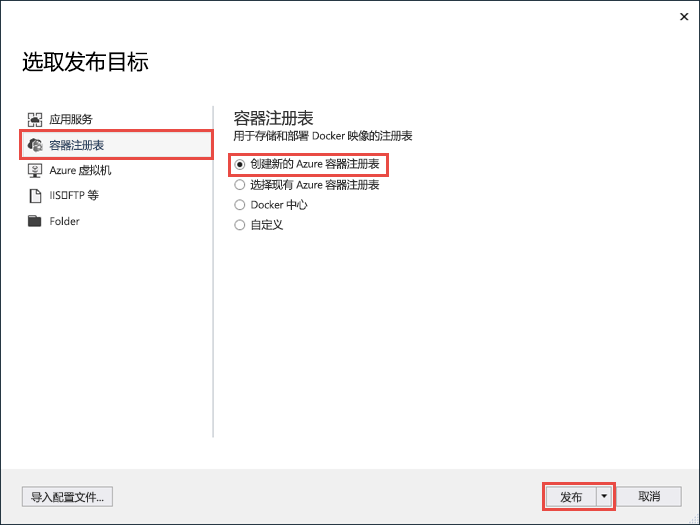 选取发布目标
应用服务
容器注册表
Azure 虚拟机
IIS、FTP 等
Folder
容器注册表
用于存储和部署 Docker 映像的注册表
创建新的 Azure 容器注册表
选择现有 Azure 容器注册表
Docker 中心
自定义
导入配置文件...
发布
取消